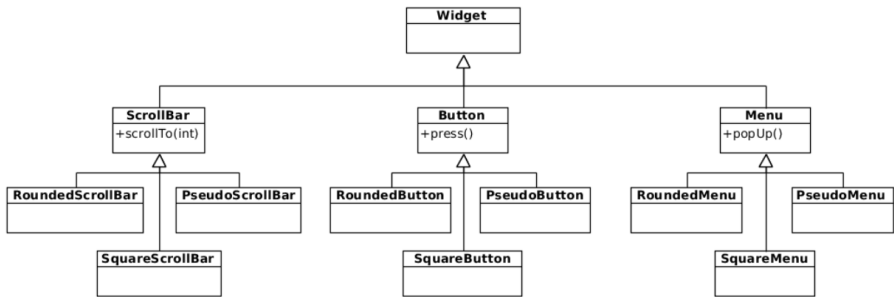 Widget
ScrollBar
+scrollTo(int)
Button
+press()
Menu
+popUp()
RoundedScrollBar
PseudoScrollBar
RoundedButton
PseudoButton
RoundedMenu
PseudoMenu
SquareScrollBar
SquareButton
SquareMenu